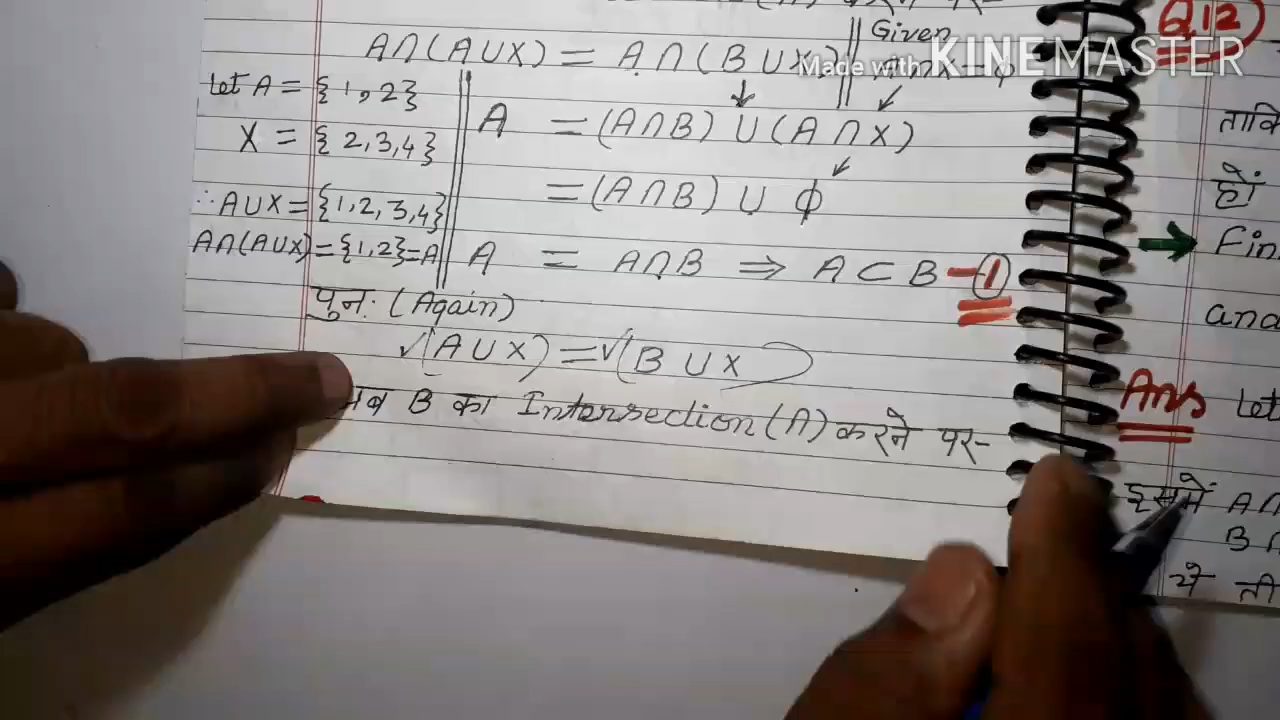 A∩(A∪X) = A∩(B∪X)
Given
A∩X=ϕ
Made with KINEMASTER
Let A = {1,2}
X = {2,3,4}
∴ A∪X = {1,2,3,4}
A∩(A∪X) = {1,2} = A
A = (A∩B) ∪ (A∩X)
= (A∩B) ∪ ϕ
A = A∩B ⇒ A ⊂ B - 1
पुनः (Again)
✓(A∪X) = ✓(B∪X)
अब B का Intersection (∩) करने पर-
Q12
ताकि
हों
→ Fin
and
Ans Let
इसमें A∩
B∩
ये ती